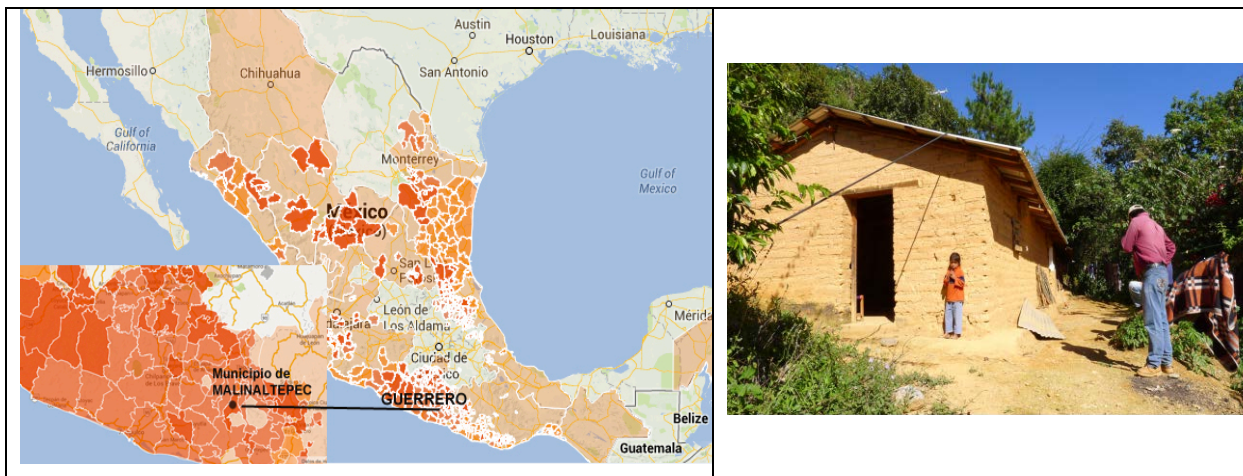 Austin
Houston
Louisiana
San Antonio
Hermosillo
Chihuahua
Gulf of
California
Monterrey
Gulf of
Mexico
Mexico
San L
León de
Los Aldama
Mérida
Ciudad de
Municipio de
MALINALTEPEC
GUERRERO
Belize
Guatemala